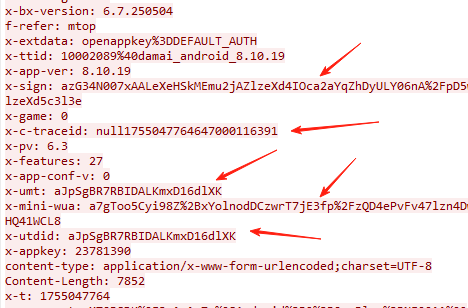 x-bx-version: 6.7.250504
f-refer: mtop
x-extdata: openappkey%3DDEFAULT_AUTH
x-ttid: 10002089%40damai_android_8.10.19
x-app-ver: 8.10.19
x-sign: azG34N007xAALeXeHSkMEmu2jAZlzeXd4IOca2aYqZhDyULY06nA%2FpD5
lzeXd5c3l3e
x-game: 0
x-c-traceid: null1755047764647000116391
x-pv: 6.3
x-features: 27
x-app-conf-v: 0
x-umt: aJpSgBR7RBIDALKmxD16dlXK
x-mini-wua: a7gToo5Cyi98Z%2BxYolnodDCzwrT7jE3fp%2FzQD4ePvFv47lzn4D
HQ41WCL8
x-utdid: aJpSgBR7RBIDALKmxD16dlXK
x-appkey: 23781390
content-type: application/x-www-form-urlencoded;charset=UTF-8
Content-Length: 7852
x-t: 1755047764